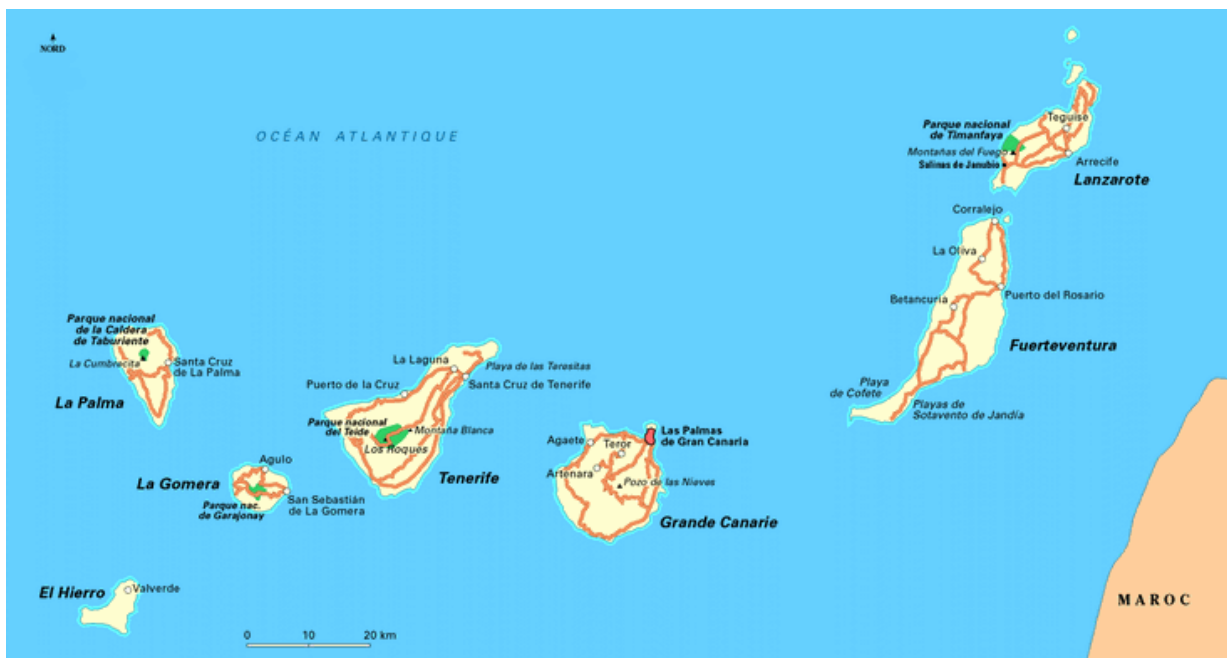 NORD
OCÉAN ATLANTIQUE
Parque nacional
de Timanfaya
Teguise
Montañas del Fuego
Salinas de Janubio
Arrecife
Lanzarote
Corralejo
La Oliva
Betancuria
Puerto del Rosario
Fuerteventura
Playa
de Cofete
Playas de
Sotavento de Jandía
Parque nacional
de la Caldera
de Taburiente
La Cumbrecita
Santa Cruz
de La Palma
La Palma
La Laguna
Playa de las Teresitas
Santa Cruz de Tenerife
Puerto de la Cruz
Parque nacional
del Teide
Montaña Blanca
Los Roques
Tenerife
Las Palmas
de Gran Canaria
Agaete
Teror
Artenara
Pozo de las Nieves
Grande Canarie
Agulo
La Gomera
San Sebastián
de La Gomera
Parque nac.
de Garajonay
El Hierro
Valverde
0 10 20 km
MAROC